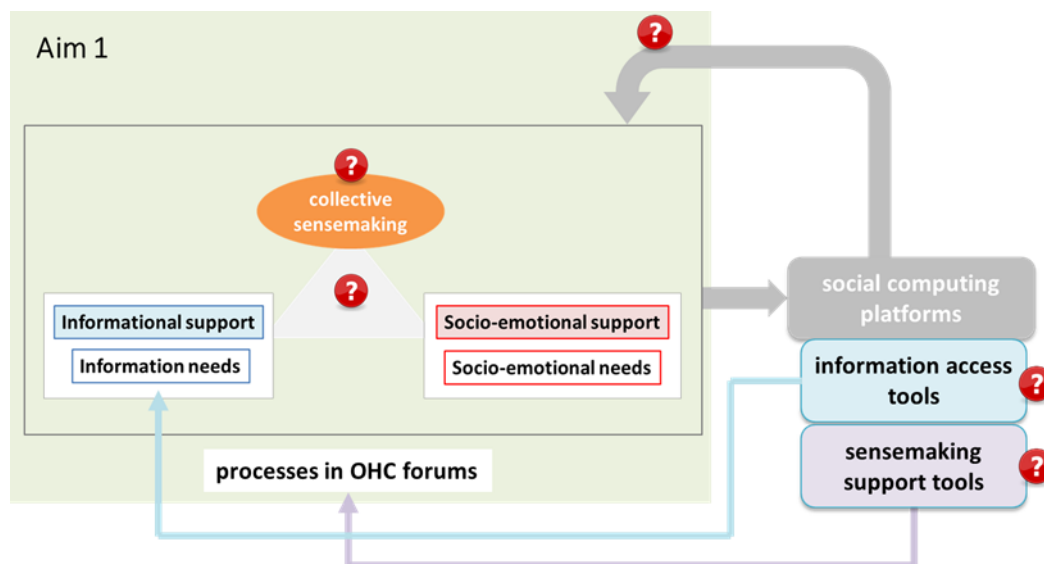 Aim 1
?
?
collective
sensemaking
?
Informational support
Information needs
Socio-emotional support
Socio-emotional needs
processes in OHC forums
social computing
platforms
information access
tools
?
sensemaking
support tools
?